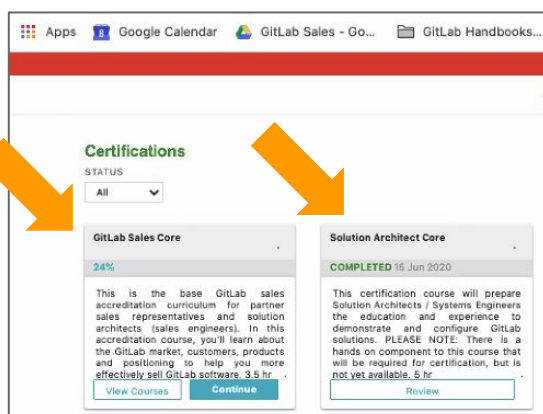 Apps Google Calendar GitLab Sales - Go... GitLab Handbooks...
Certifications
STATUS
All
GitLab Sales Core
24%
This is the base GitLab sales
accreditation curriculum for partner
sales representatives and solution
architects (sales engineers). In this
accreditation course, you'll learn about
the GitLab market, customers, products
and positioning to help you more
effectively sell GitLab software. 3.5 hr
View Courses Continue
Solution Architect Core
COMPLETED 15 Jun 2020
This certification course will prepare
Solution Architects / Systems Engineers
the education and experience to
demonstrate and configure GitLab
solutions. PLEASE NOTE: There is a
hands on component to this course that
will be required for certification, but is
not yet available. 5 hr
Review